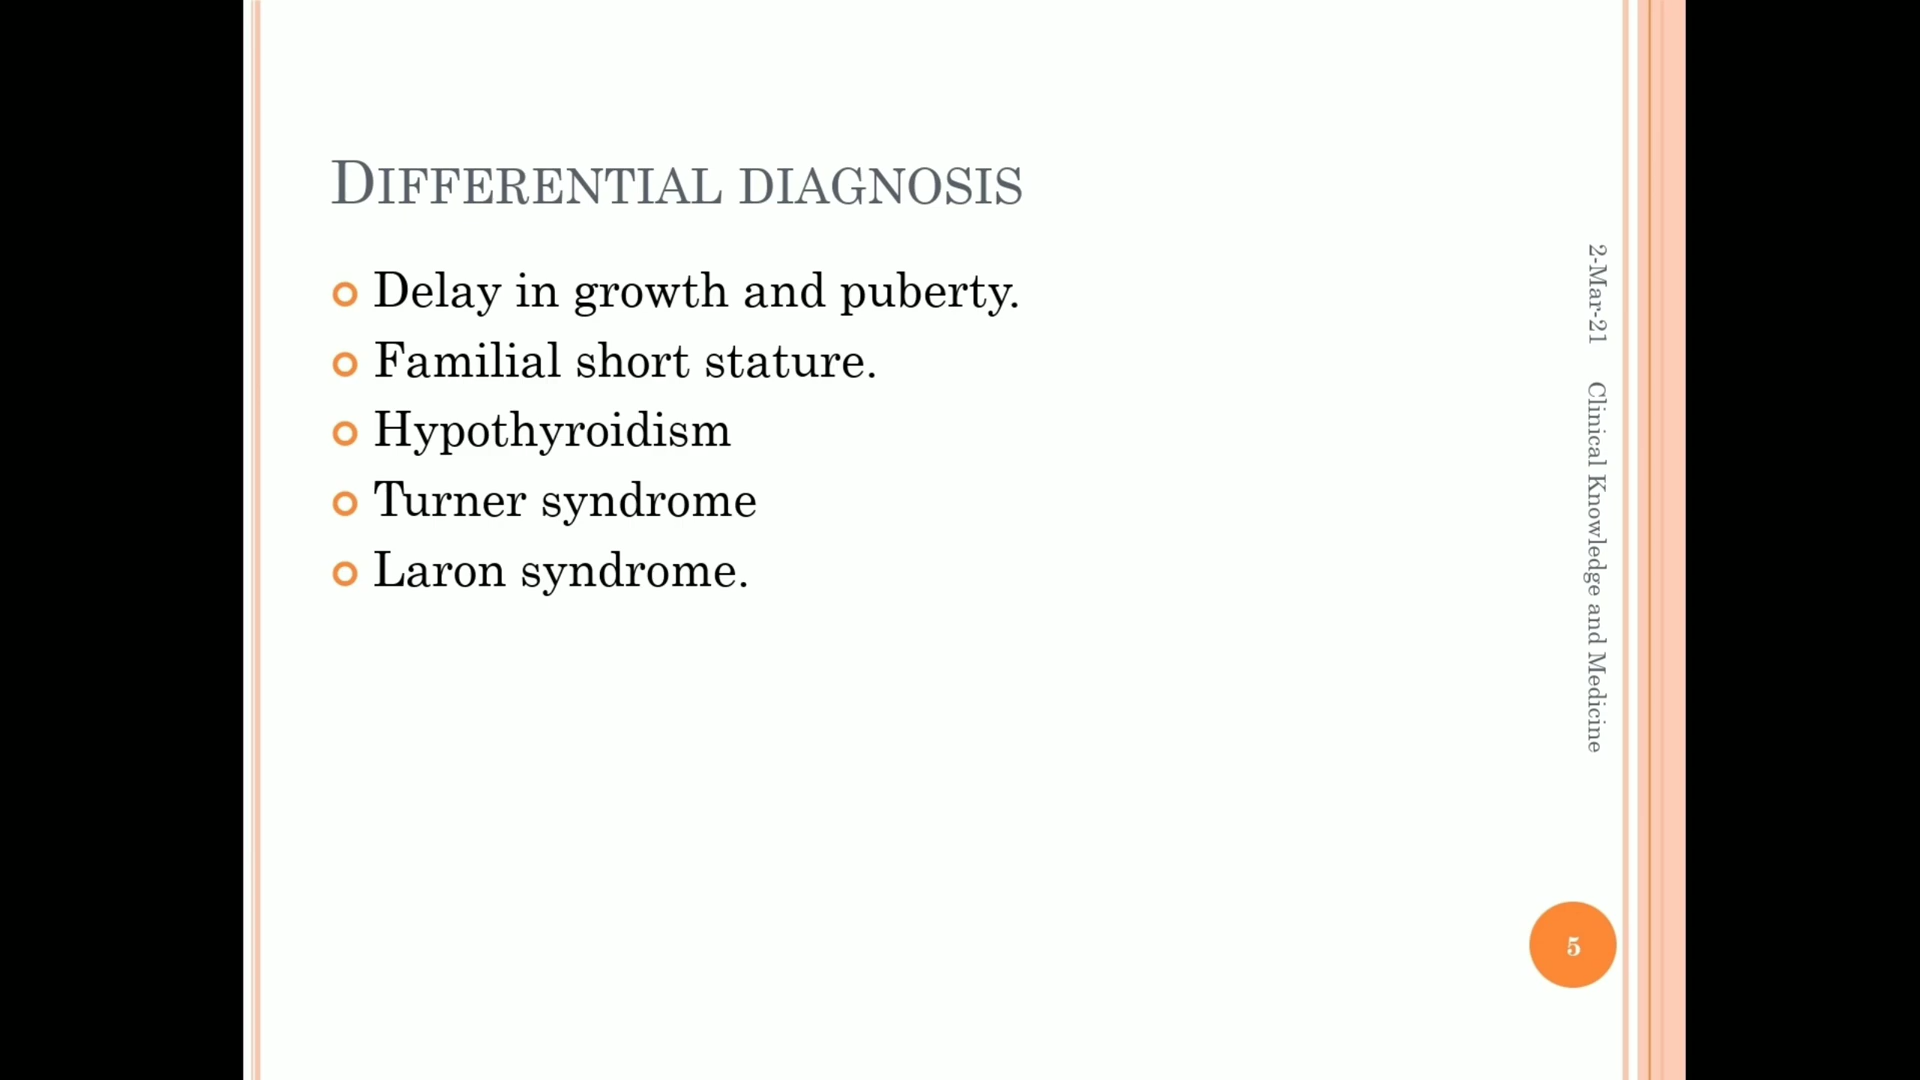 DIFFERENTIAL DIAGNOSIS
Delay in growth and puberty.
Familial short stature.
Hypothyroidism
Turner syndrome
Laron syndrome.
2-Mar-21 Clinical Knowledge and Medicine
5